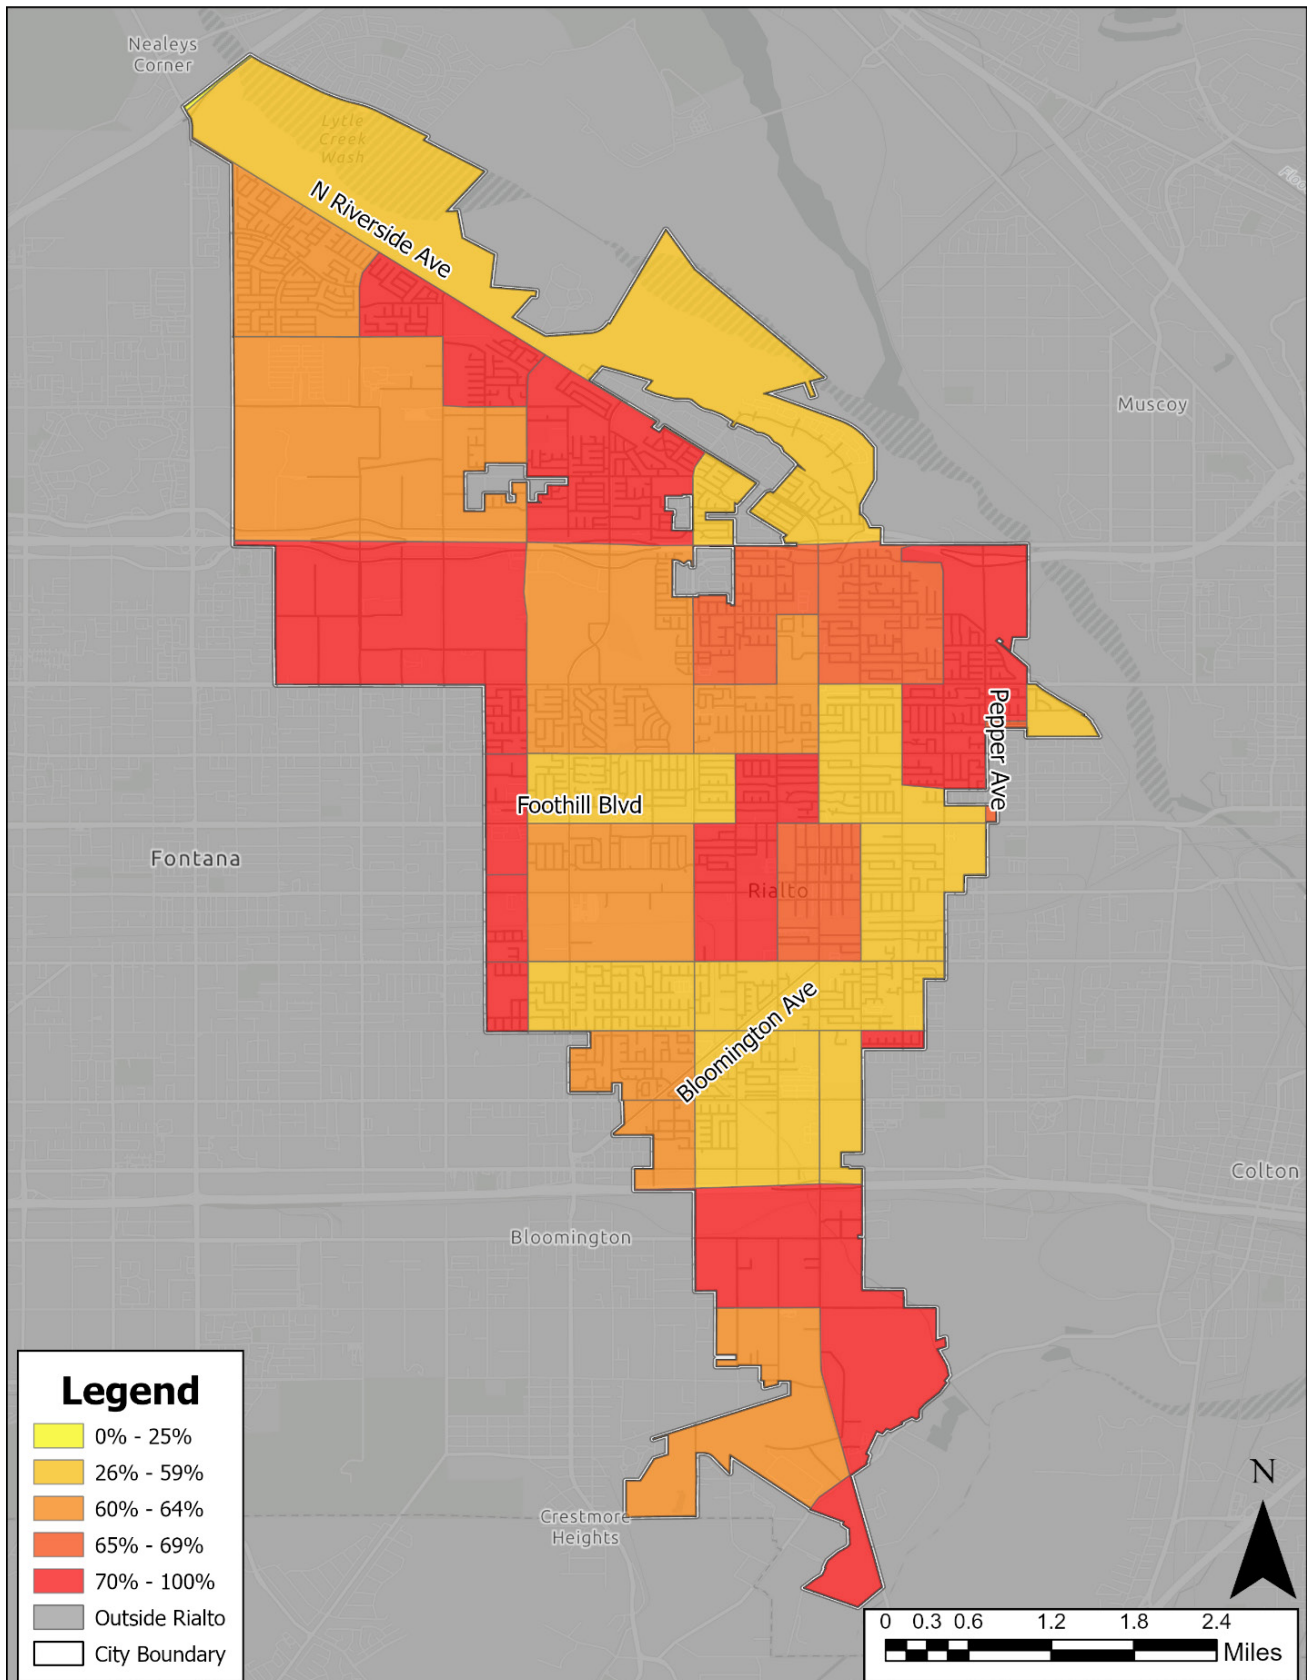 Nealeys
Corner
Lytle
Creek
Wash
N Riverside Ave
Muscoy
Pepper Ave
Foothill Blvd
Fontana
Rialto
Bloomington Ave
Colton
Bloomington
Crestmore
Heights
Legend
0% - 25%
26% - 59%
60% - 64%
65% - 69%
70% - 100%
Outside Rialto
City Boundary
N
0 0.3 0.6 1.2 1.8 2.4
Miles